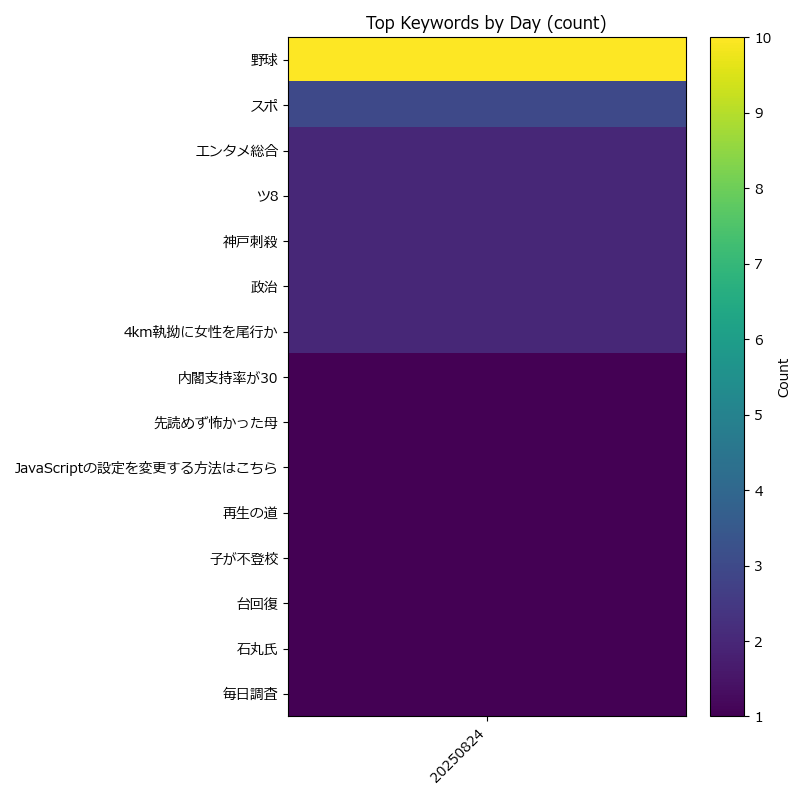 Top Keywords by Day (count)
野球
スポ
エンタメ総合
ツ8
神戸刺殺
政治
4km執拗に女性を尾行か
内閣支持率が30
先読めず怖かった母
JavaScriptの設定を変更する方法はこちら
再生の道
子が不登校
台回復
石丸氏
毎日調査
20250824
10
9
8
7
6
5
4
3
2
1
Count